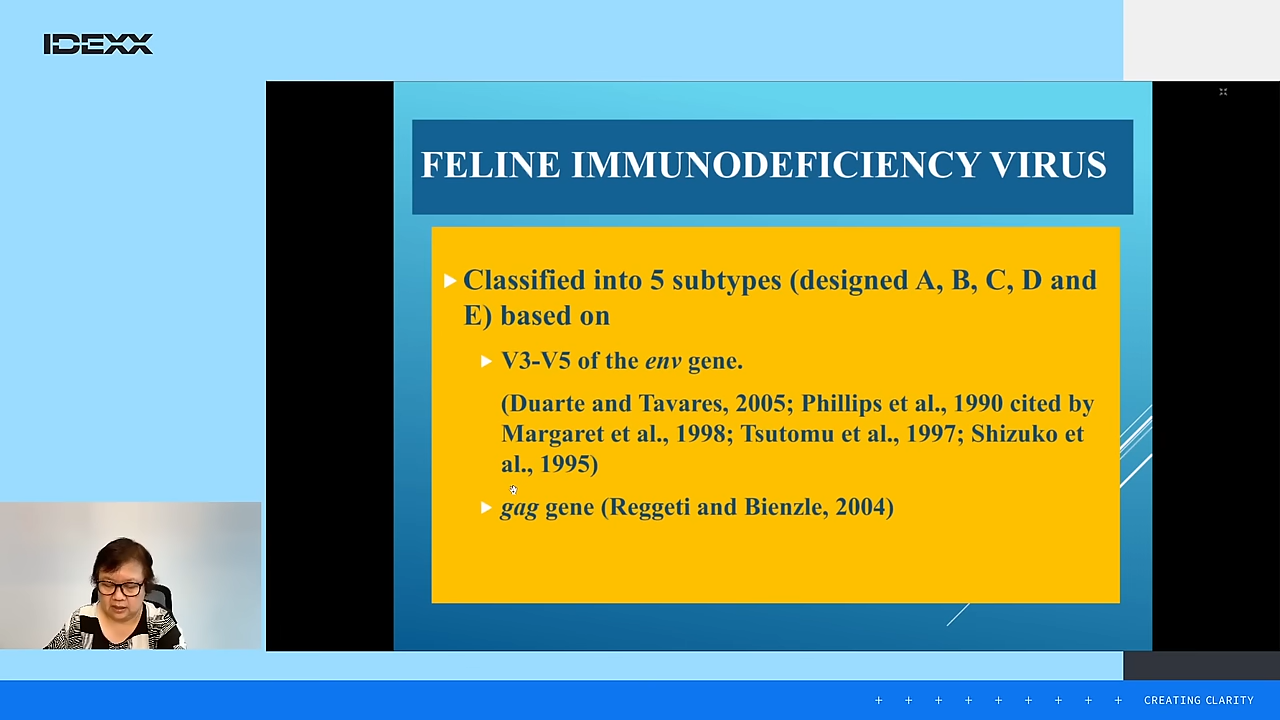 IDEXX
FELINE IMMUNODEFICIENCY VIRUS
Classified into 5 subtypes (designed A, B, C, D and
E) based on
V3-V5 of the env gene.
(Duarte and Tavares, 2005; Phillips et al., 1990 cited by
Margaret et al., 1998; Tsutomu et al., 1997; Shizuko et
al., 1995)
gag gene (Reggeti and Bienzle, 2004)
CREATING CLARITY